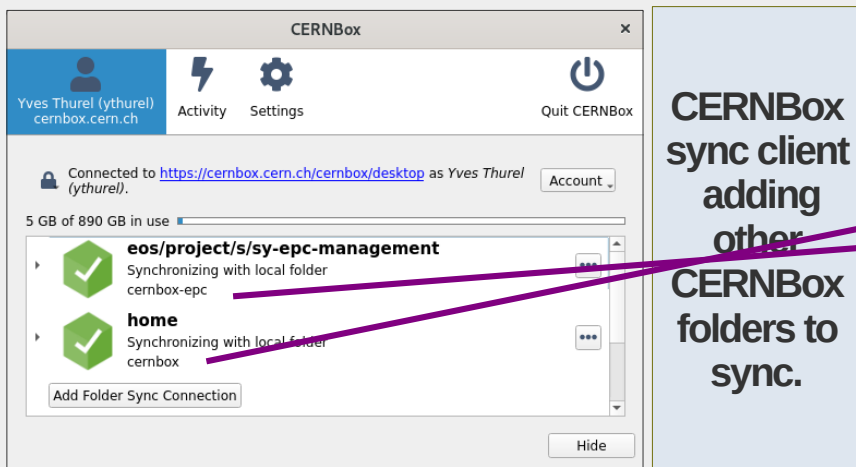 CERNBox
Yves Thurel (ythurel)
cernbox.cern.ch
Activity
Settings
Quit CERNBox
Connected to https://cernbox.cern.ch/cernbox/desktop as Yves Thurel
(ythurel).
Account
5 GB of 890 GB in use
eos/project/s/sy-epc-management
Synchronizing with local folder
cernbox-epc
home
Synchronizing with local folder
cernbox
Add Folder Sync Connection
Hide
CERNBox
sync client
adding
other
CERNBox
folders to
sync.